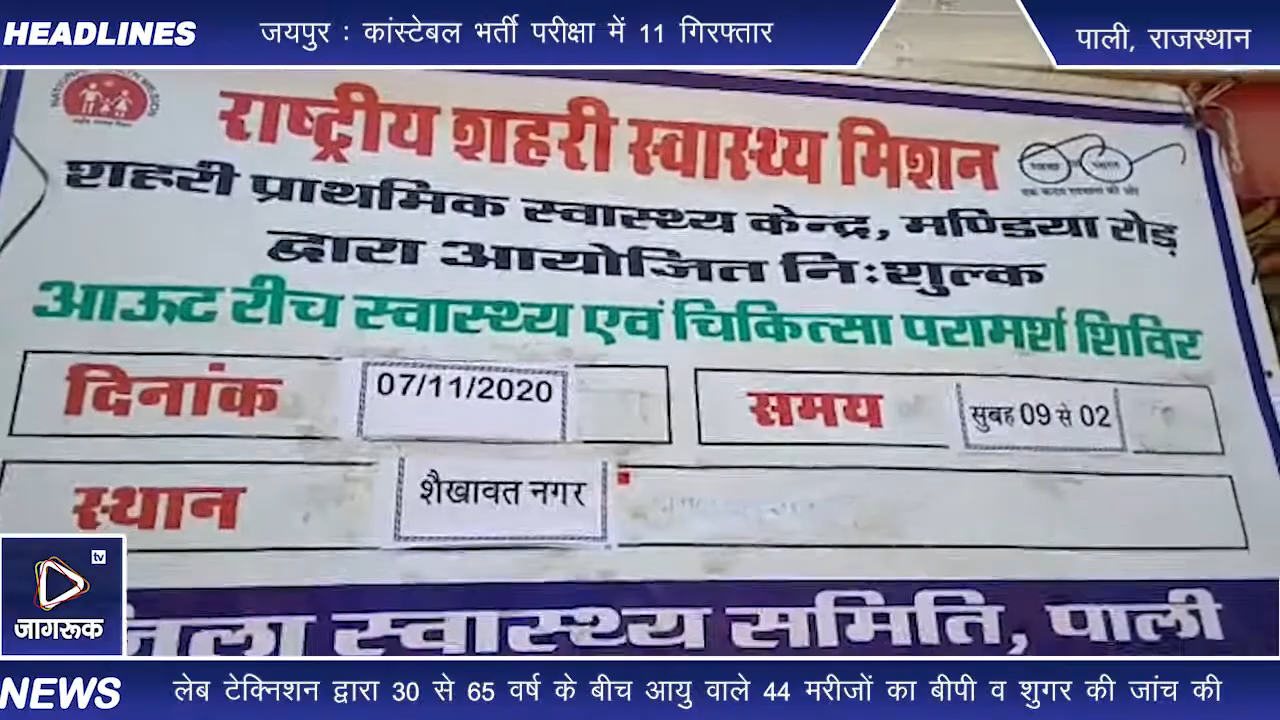 HEADLINES
जयपुर : कांस्टेबल भर्ती परीक्षा में 11 गिरफ्तार
पाली, राजस्थान
राष्ट्रीय शहरी स्वास्थ्य मिशन
शहरी प्राथमिक स्वास्थ्य केन्द्र, मण्डिया रोड़
द्वारा आयोजित निःशुल्क
आऊट रीच स्वास्थ्य एवं चिकित्सा परामर्श शिविर
दिनांक 07/11/2020 समय सुबह 09 से 02
स्थान शैखावत नगर
tv
जागरूक
जिला स्वास्थ्य समिति, पाली
NEWS
लेब टेक्निशन द्वारा 30 से 65 वर्ष के बीच आयु वाले 44 मरीजों का बीपी व शुगर की जांच की